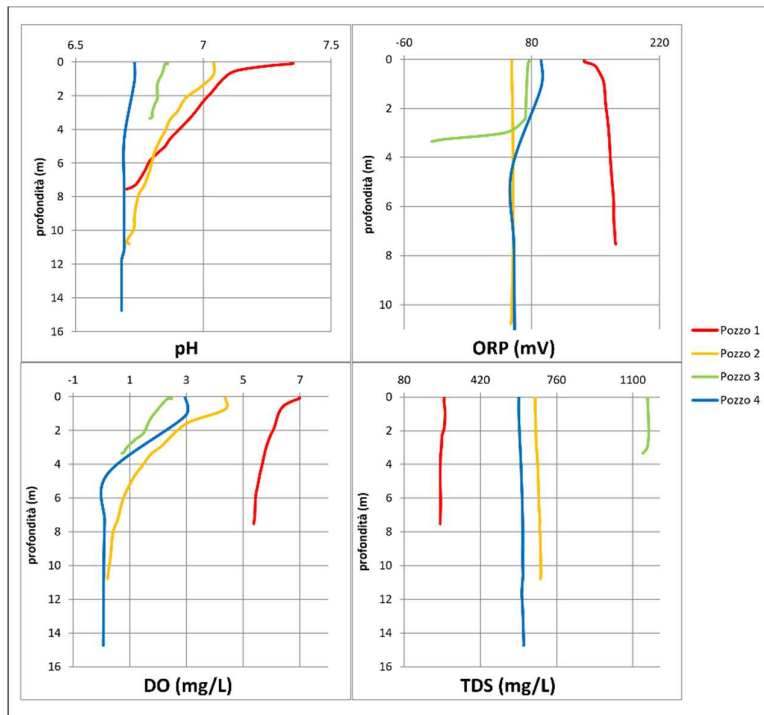 6.5 7 7.5
0
2
4
6
8
10
12
14
16
profondità (m)
pH
-60 80 220
0
2
4
6
8
10
profondità (m)
ORP (mV)
Pozzo 1
Pozzo 2
Pozzo 3
Pozzo 4
-1 1 3 5 7
0
2
4
6
8
10
12
14
16
profondità (m)
DO (mg/L)
80 420 760 1100
0
2
4
6
8
10
12
14
16
profondità (m)
TDS (mg/L)